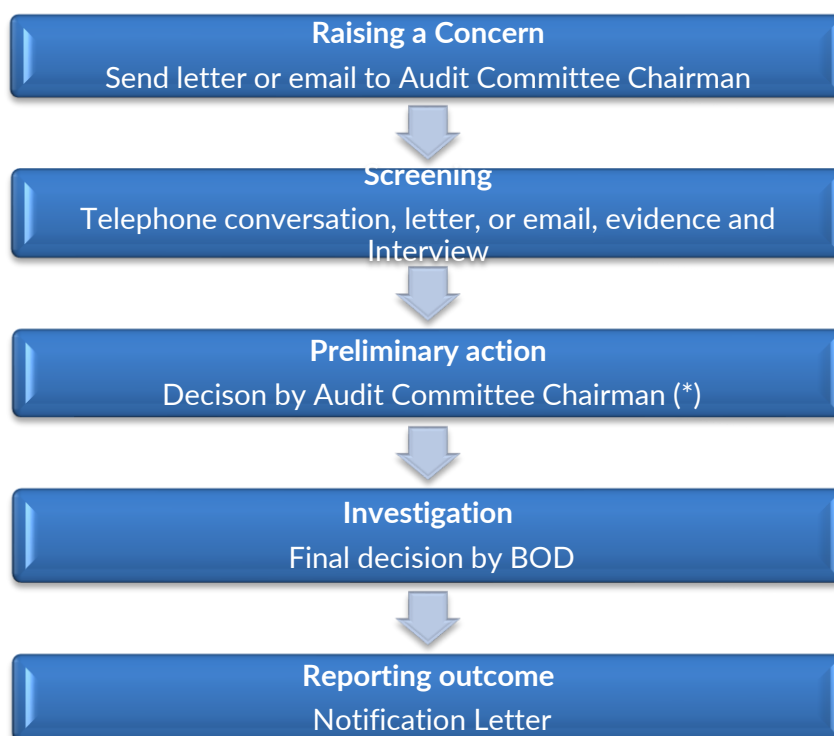 Raising a Concern
Send letter or email to Audit Committee Chairman
Screening
Telephone conversation, letter, or email, evidence and
Interview
Preliminary action
Decison by Audit Committee Chairman (*)
Investigation
Final decision by BOD
Reporting outcome
Notification Letter